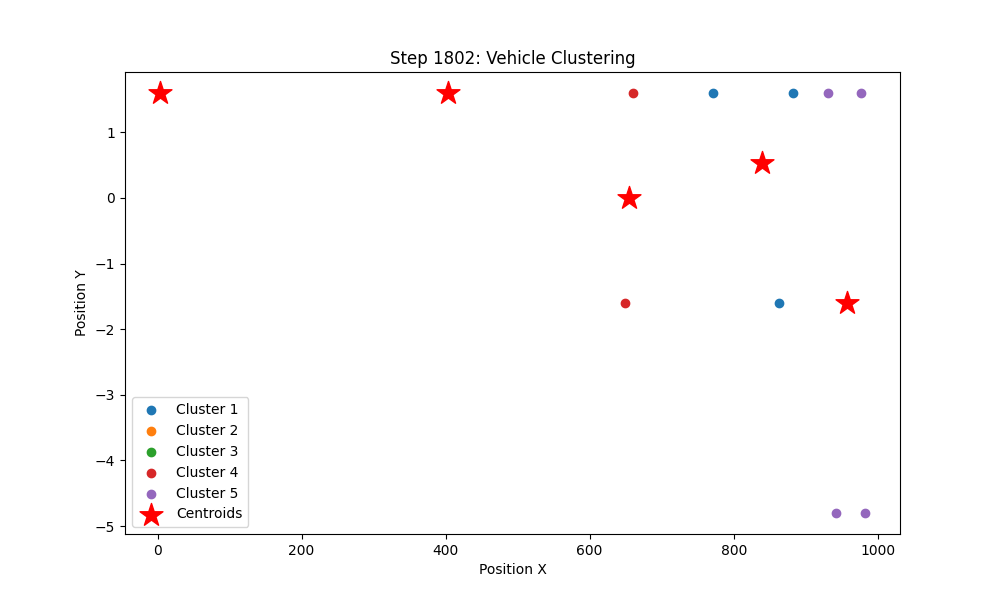 Step 1802: Vehicle Clustering
Position Y
1
0
−1
−2
−3
−4
−5
Cluster 1
Cluster 2
Cluster 3
Cluster 4
Cluster 5
Centroids
0 200 400 600 800 1000
Position X